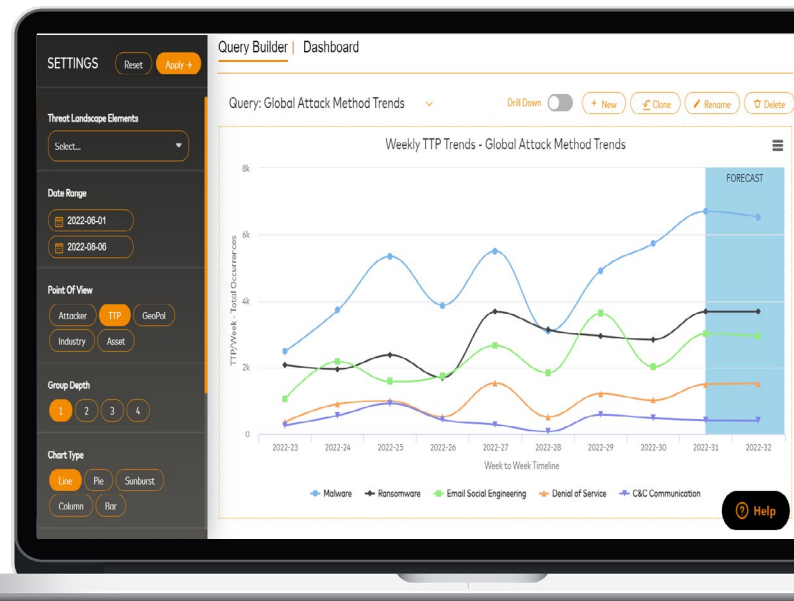 SETTINGS
Reset
Apply →
Threat Landscape Elements
Select...
Date Range
2022-06-01
2022-08-06
Point Of View
Attacker
TTP
GeoPol
Industry
Asset
Group Depth
1
2
3
4
Chart Type
Line
Pie
Sunburst
Column
Bar
Query Builder | Dashboard
Query: Global Attack Method Trends
Drill Down
+ New
Clone
Rename
Delete
Weekly TTP Trends - Global Attack Method Trends
FORECAST
TTP/Week - Total Occurrences
8k
6k
4k
2k
0
2022-23
2022-24
2022-25
2022-26
2022-27
2022-28
2022-29
2022-30
2022-31
2022-32
Week to Week Timeline
Malware
Ransomware
Email Social Engineering
Denial of Service
C&C Communication
? Help